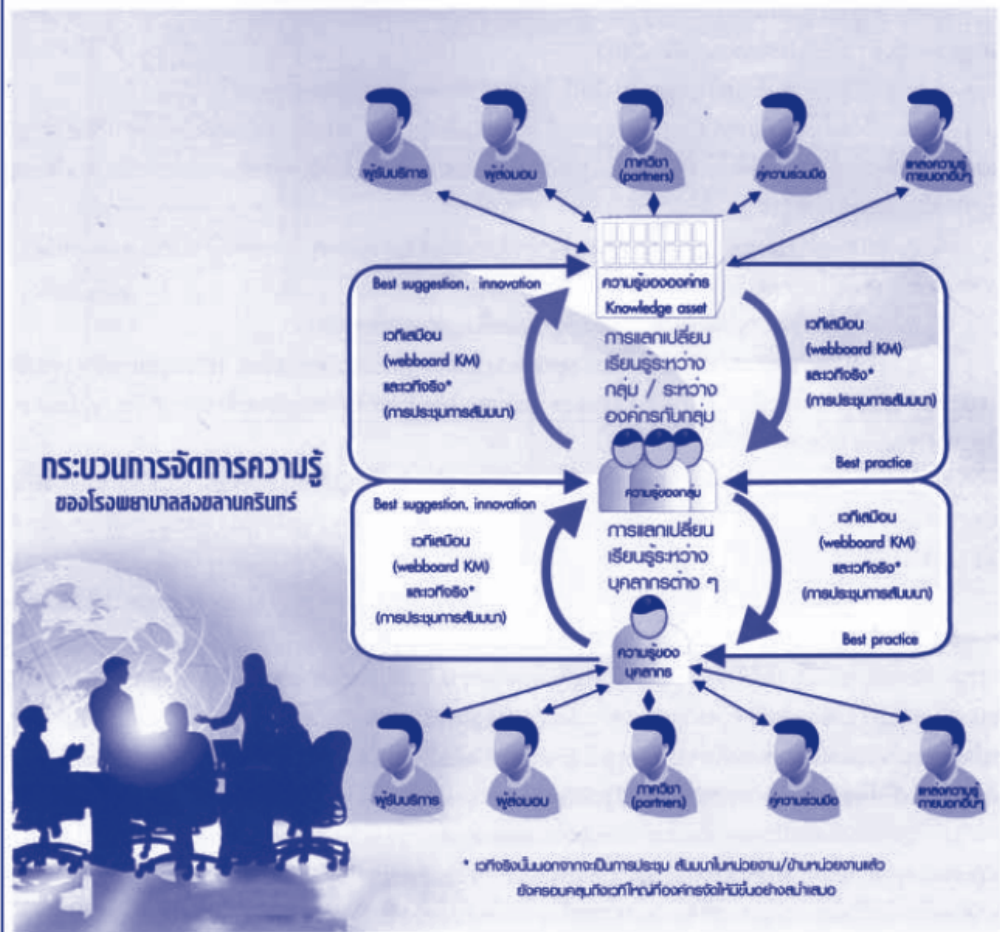 ผู้รับบริการ
ผู้ส่งมอบ
ภาควิชา
(partners)
คู่ความร่วมมือ
แหล่งความรู้
ภายนอกอื่นๆ
Best suggestion, innovation
ความรู้ขององค์กร
Knowledge asset
เวทีเสมือน
(webboard KM)
และเวทีจริง*
(การประชุมการสัมมนา)
การแลกเปลี่ยน
เรียนรู้ระหว่าง
กลุ่ม / ระหว่าง
องค์กรกับกลุ่ม
เวทีเสมือน
(webboard KM)
และเวทีจริง*
(การประชุมการสัมมนา)
Best practice
กระบวนการจัดการความรู้
ของโรงพยาบาลสงขลานครินทร์
ความรู้ของกลุ่ม
Best suggestion, innovation
เวทีเสมือน
(webboard KM)
และเวทีจริง*
(การประชุมการสัมมนา)
การแลกเปลี่ยน
เรียนรู้ระหว่าง
บุคลากรต่าง ๆ
เวทีเสมือน
(webboard KM)
และเวทีจริง*
(การประชุมการสัมมนา)
Best practice
ความรู้ของ
บุคลากร
ผู้รับบริการ
ผู้ส่งมอบ
ภาควิชา
(partners)
คู่ความร่วมมือ
แหล่งความรู้
ภายนอกอื่นๆ
* เวทีจริงนั้นนอกจากจะเป็นการประชุม สัมมนาในหน่วยงาน/ข้ามหน่วยงานแล้ว
ยังครอบคลุมถึงเวทีใหญ่ที่องค์กรจัดให้มีขึ้นอย่างสม่ำเสมอ